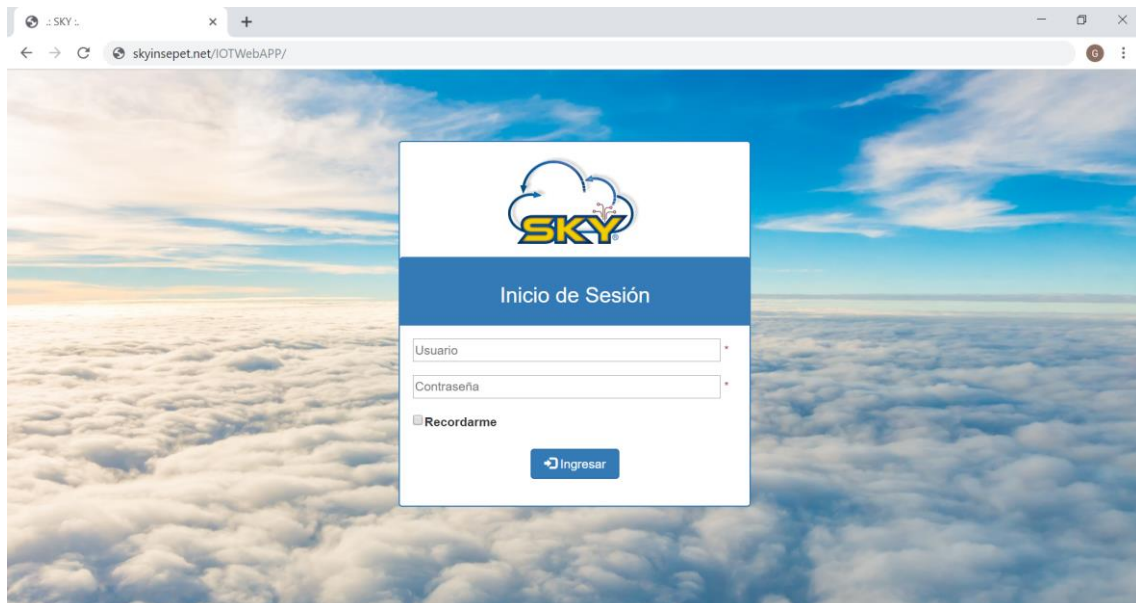 .: SKY :.
skyinsepet.net/IOTWebAPP/
G
SKY
Inicio de Sesión
Usuario *
Contraseña *
Recordarme
Ingresar